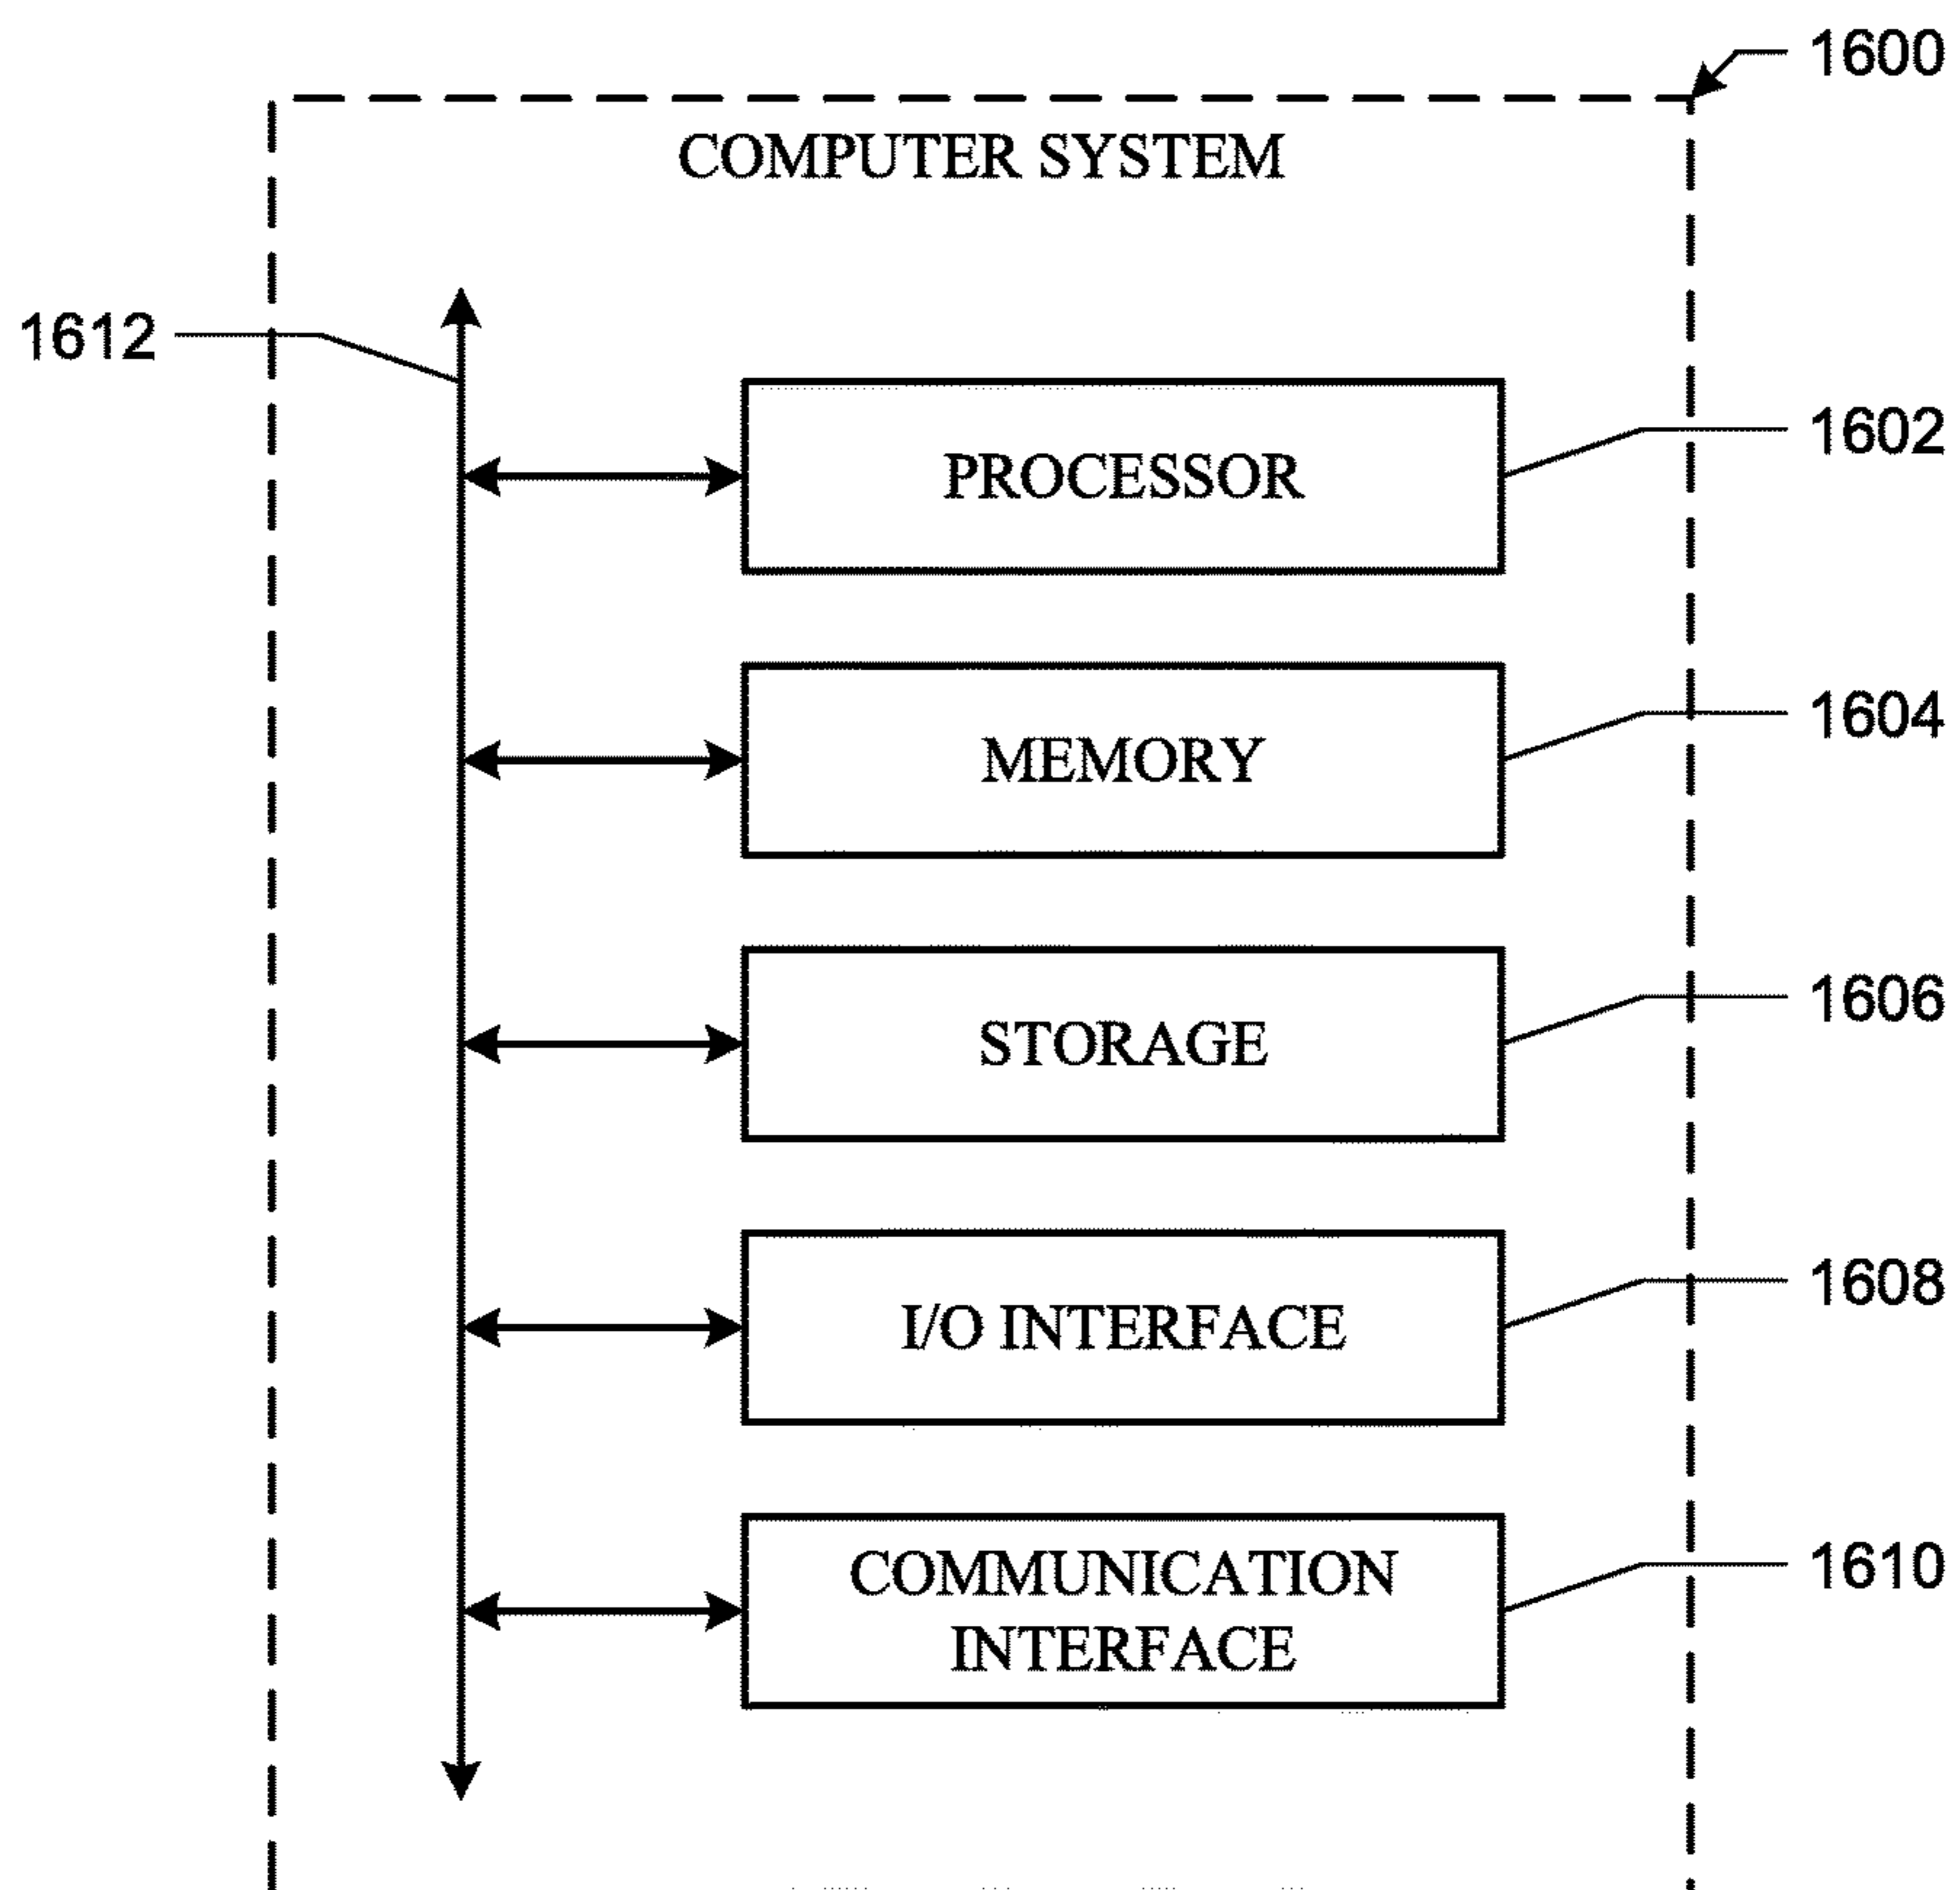 1600
COMPUTER SYSTEM
1612
PROCESSOR
1602
MEMORY
1604
STORAGE
1606
I/O INTERFACE
1608
COMMUNICATION
INTERFACE
1610